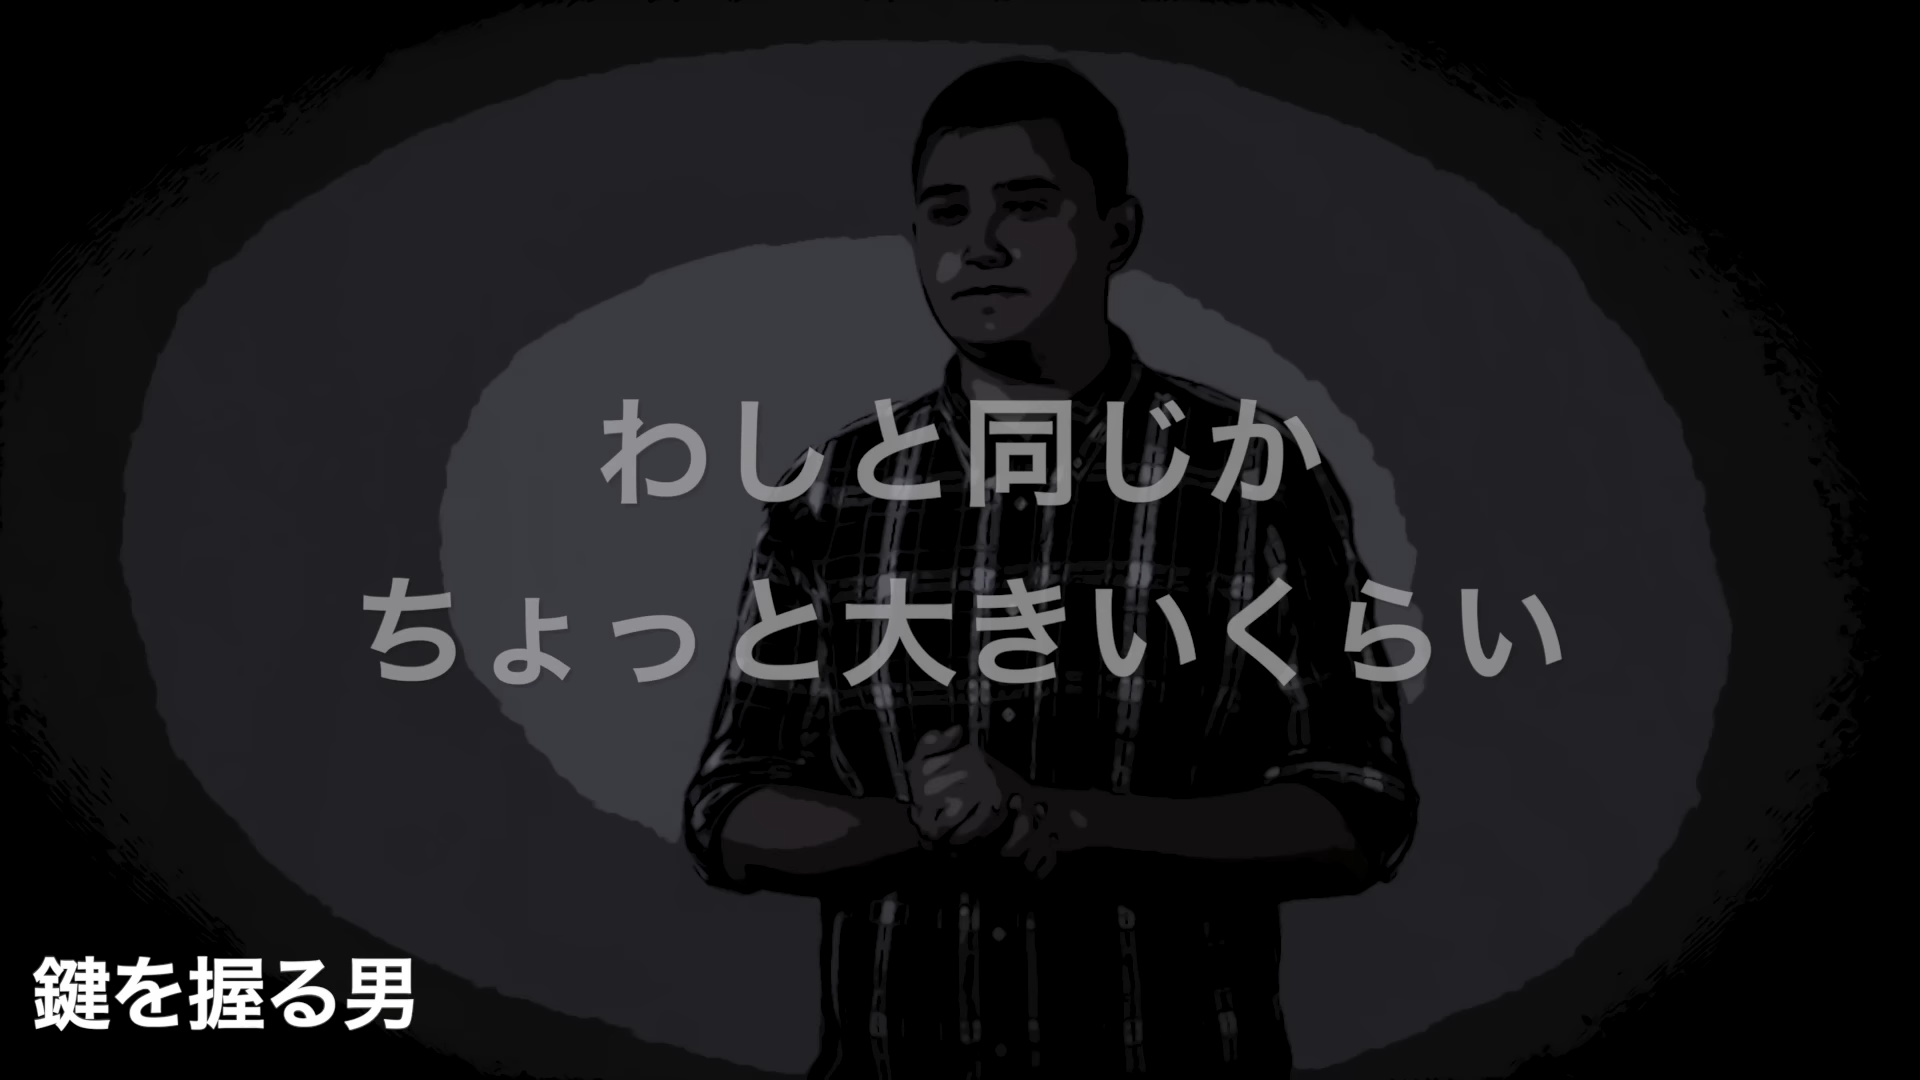 わしと同じか
ちょっと大きいくらい
鍵を握る男